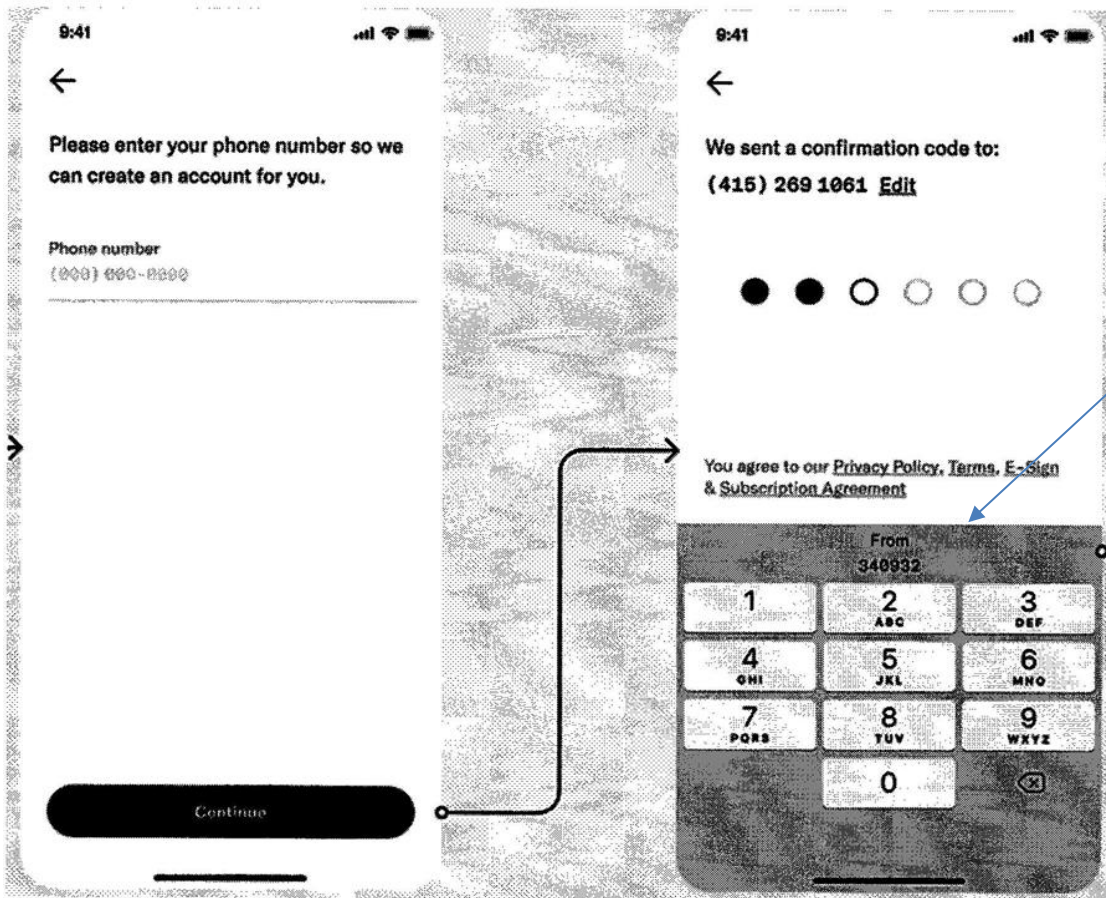 9:41
Please enter your phone number so we
can create an account for you.
Phone number
(000) 000-0000
Continue
9:41
We sent a confirmation code to:
(415) 269 1061 Edit
You agree to our Privacy Policy, Terms, E-Sign
& Subscription Agreement
From
340932
1
2
ABC
3
DEF
4
GHI
5
JKL
6
MNO
7
PQRS
8
TUV
9
WXYZ
0